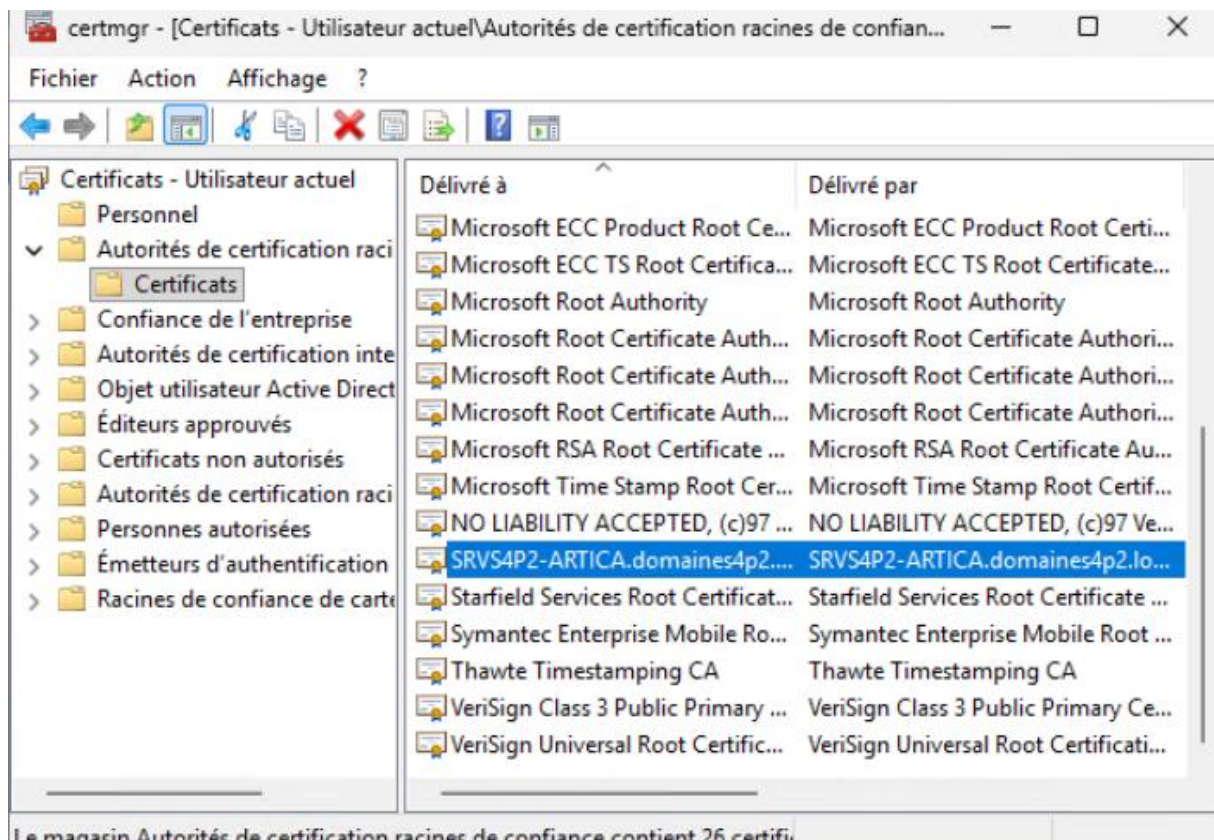 certmgr - [Certificats - Utilisateur actuel\Autorités de certification racines de confian...
Fichier Action Affichage ?
Certificats - Utilisateur actuel
Personnel
Autorités de certification raci
Certificats
Confiance de l'entreprise
Autorités de certification inte
Objet utilisateur Active Direct
Éditeurs approuvés
Certificats non autorisés
Autorités de certification raci
Personnes autorisées
Émetteurs d'authentification
Racines de confiance de carte
Délivré à Délivré par
Microsoft ECC Product Root Ce... Microsoft ECC Product Root Certi...
Microsoft ECC TS Root Certifica... Microsoft ECC TS Root Certificate...
Microsoft Root Authority Microsoft Root Authority
Microsoft Root Certificate Auth... Microsoft Root Certificate Authori...
Microsoft Root Certificate Auth... Microsoft Root Certificate Authori...
Microsoft Root Certificate Auth... Microsoft Root Certificate Authori...
Microsoft RSA Root Certificate ... Microsoft RSA Root Certificate Au...
Microsoft Time Stamp Root Cer... Microsoft Time Stamp Root Certif...
NO LIABILITY ACCEPTED, (c)97 ... NO LIABILITY ACCEPTED, (c)97 Ve...
SRVS4P2-ARTICA.domaines4p2.... SRVS4P2-ARTICA.domaines4p2.lo...
Starfield Services Root Certificat... Starfield Services Root Certificate ...
Symantec Enterprise Mobile Ro... Symantec Enterprise Mobile Root ...
Thawte Timestamping CA Thawte Timestamping CA
VeriSign Class 3 Public Primary ... VeriSign Class 3 Public Primary Ce...
VeriSign Universal Root Certific... VeriSign Universal Root Certificati...
Le magasin Autorités de certification racines de confiance contient 26 certifi